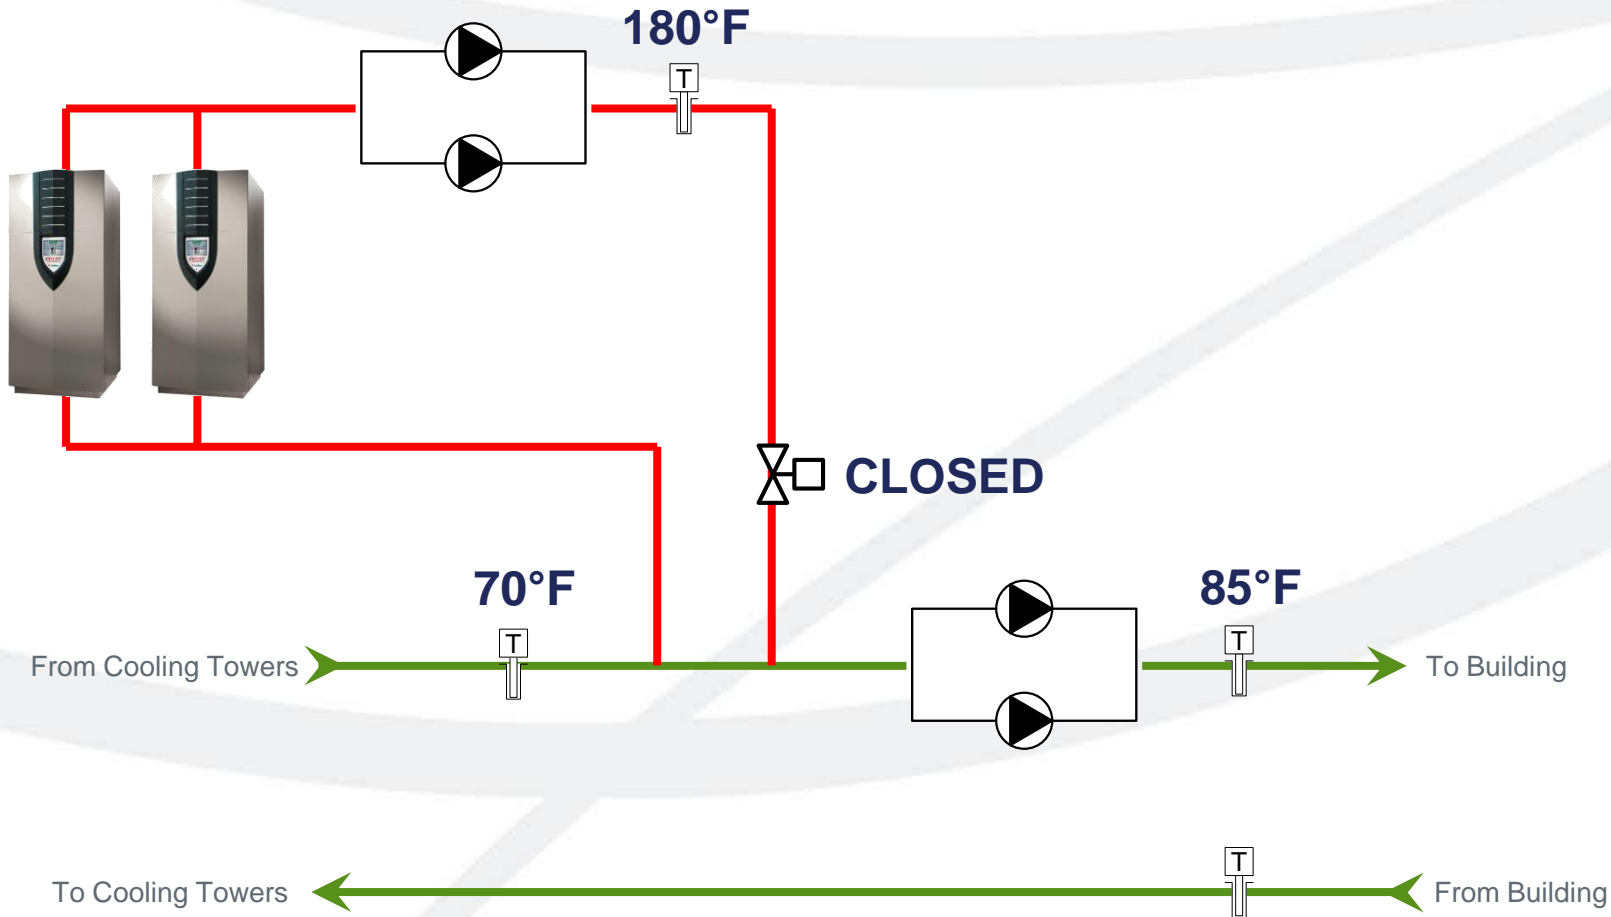 180°F
T
CLOSED
70°F
85°F
T
T
From Cooling Towers
To Building
T
To Cooling Towers
From Building